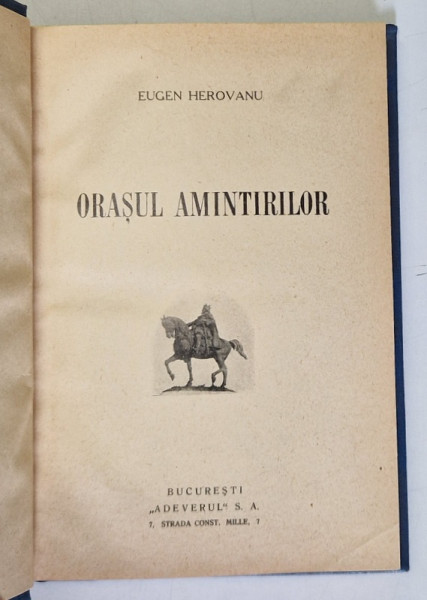 EUGEN HEROVANU
ORAȘUL AMINTIRILOR
BUCUREȘTI
„ADEVERUL“ S. A.
7, STRADA CONST. MILLE, 7